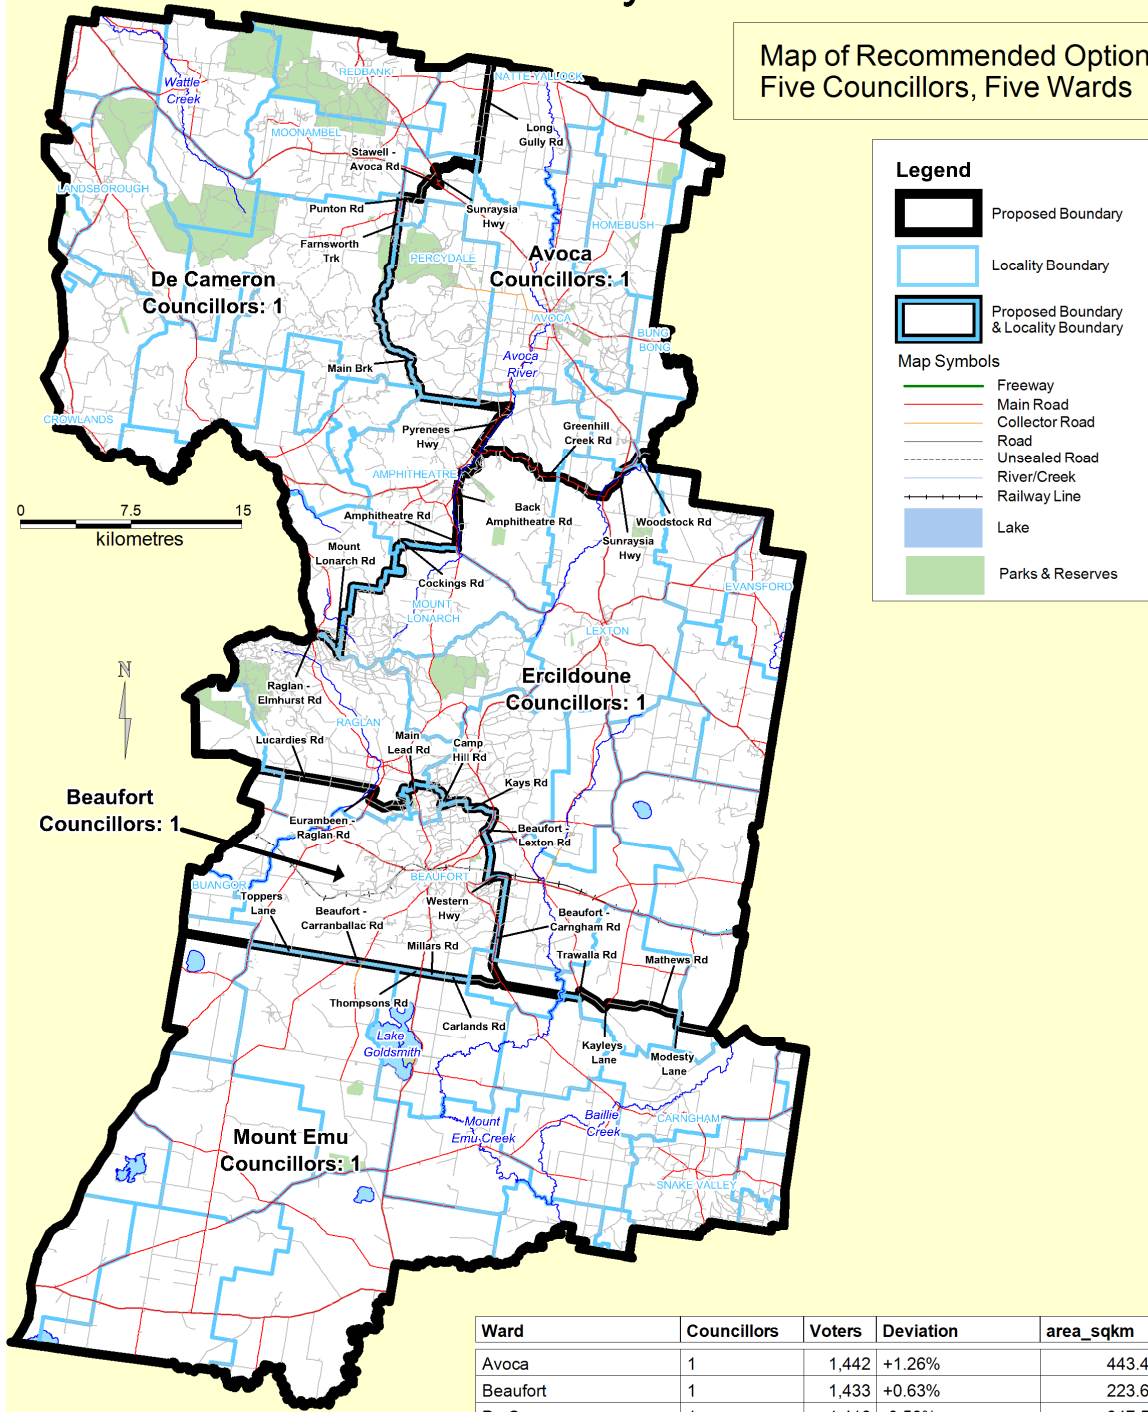 Map of Recommended Option
Five Councillors, Five Wards
Legend
Proposed Boundary
Locality Boundary
Proposed Boundary
& Locality Boundary
Map Symbols
Freeway
Main Road
Collector Road
Road
Unsealed Road
River/Creek
Railway Line
Lake
Parks & Reserves
Wattle
Creek
REDBANK
NATTE YALLOCK
Long
Gully Rd
MOONAMBEL
Stawell -
Avoca Rd
LANDSBOROUGH
Punton Rd
Sunraysia
Hwy
Farnsworth
Trk
HOMEBUSH
PERCYDALE
Avoca
Councillors: 1
De Cameron
Councillors: 1
AVOCA
BUNG
BONG
Avoca
River
Main Brk
CROWLANDS
Pyrenees
Hwy
Greenhill
Creek Rd
AMPHITHEATRE
0 7.5 15
kilometres
Amphitheatre Rd
Back
Amphitheatre Rd
Woodstock Rd
Sunraysia
Hwy
Mount
Lonarch Rd
Cockings Rd
EVANSFORD
MOUNT
LONARCH
LEXTON
N
Ercildoune
Councillors: 1
Raglan -
Elmhurst Rd
RAGLAN
Lucardies Rd
Main
Lead Rd
Camp
Hill Rd
Kays Rd
Beaufort
Councillors: 1
Eurambeen -
Raglan Rd
Beaufort -
Lexton Rd
BEAUFORT
BUANGOR
Toppers
Lane
Beaufort -
Carranballac Rd
Western
Hwy
Beaufort -
Carngham Rd
Millars Rd
Trawalla Rd
Mathews Rd
Thompsons Rd
Carlands Rd
Lake
Goldsmith
Kayleys
Lane
Modesty
Lane
Mount
Emu Creek
Baillie
Creek
CARNGHAM
Mount Emu
Councillors: 1
SNAKE VALLEY
Ward Councillors Voters Deviation area_sqkm
Avoca 1 1,442 +1.26% 443.4
Beaufort 1 1,433 +0.63% 223.6